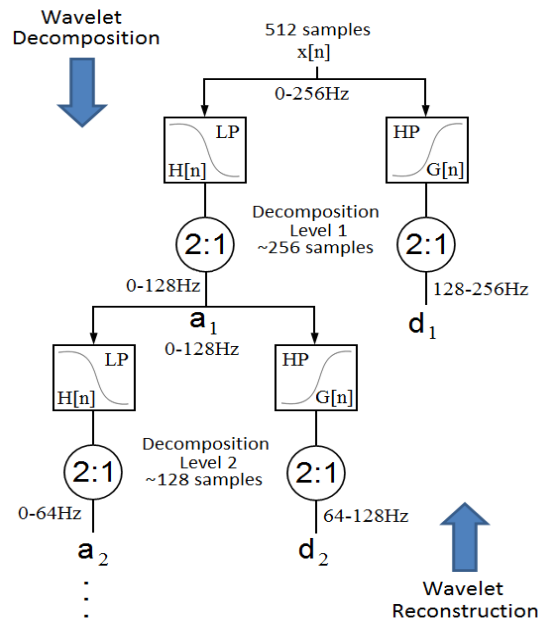 Wavelet
Decomposition
512 samples
x[n]
0-256Hz
LP
H[n]
HP
G[n]
2:1
Decomposition
Level 1
~256 samples
2:1
0-128Hz
128-256Hz
a1
d1
0-128Hz
LP
H[n]
HP
G[n]
2:1
Decomposition
Level 2
~128 samples
2:1
0-64Hz
64-128Hz
a2
d2
Wavelet
Reconstruction